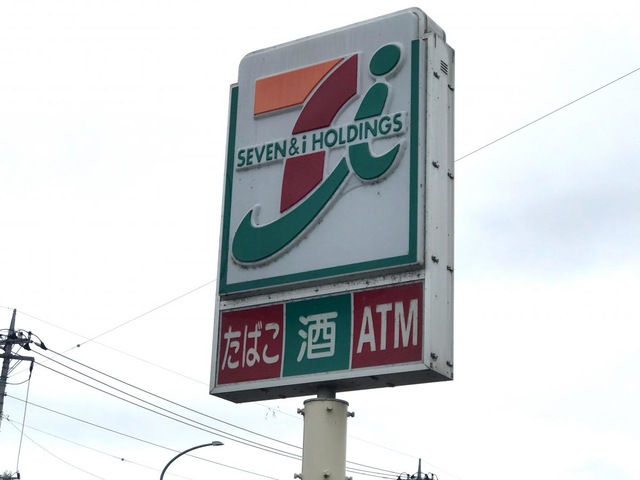 SEVEN&i HOLDINGS
たばこ 酒 ATM